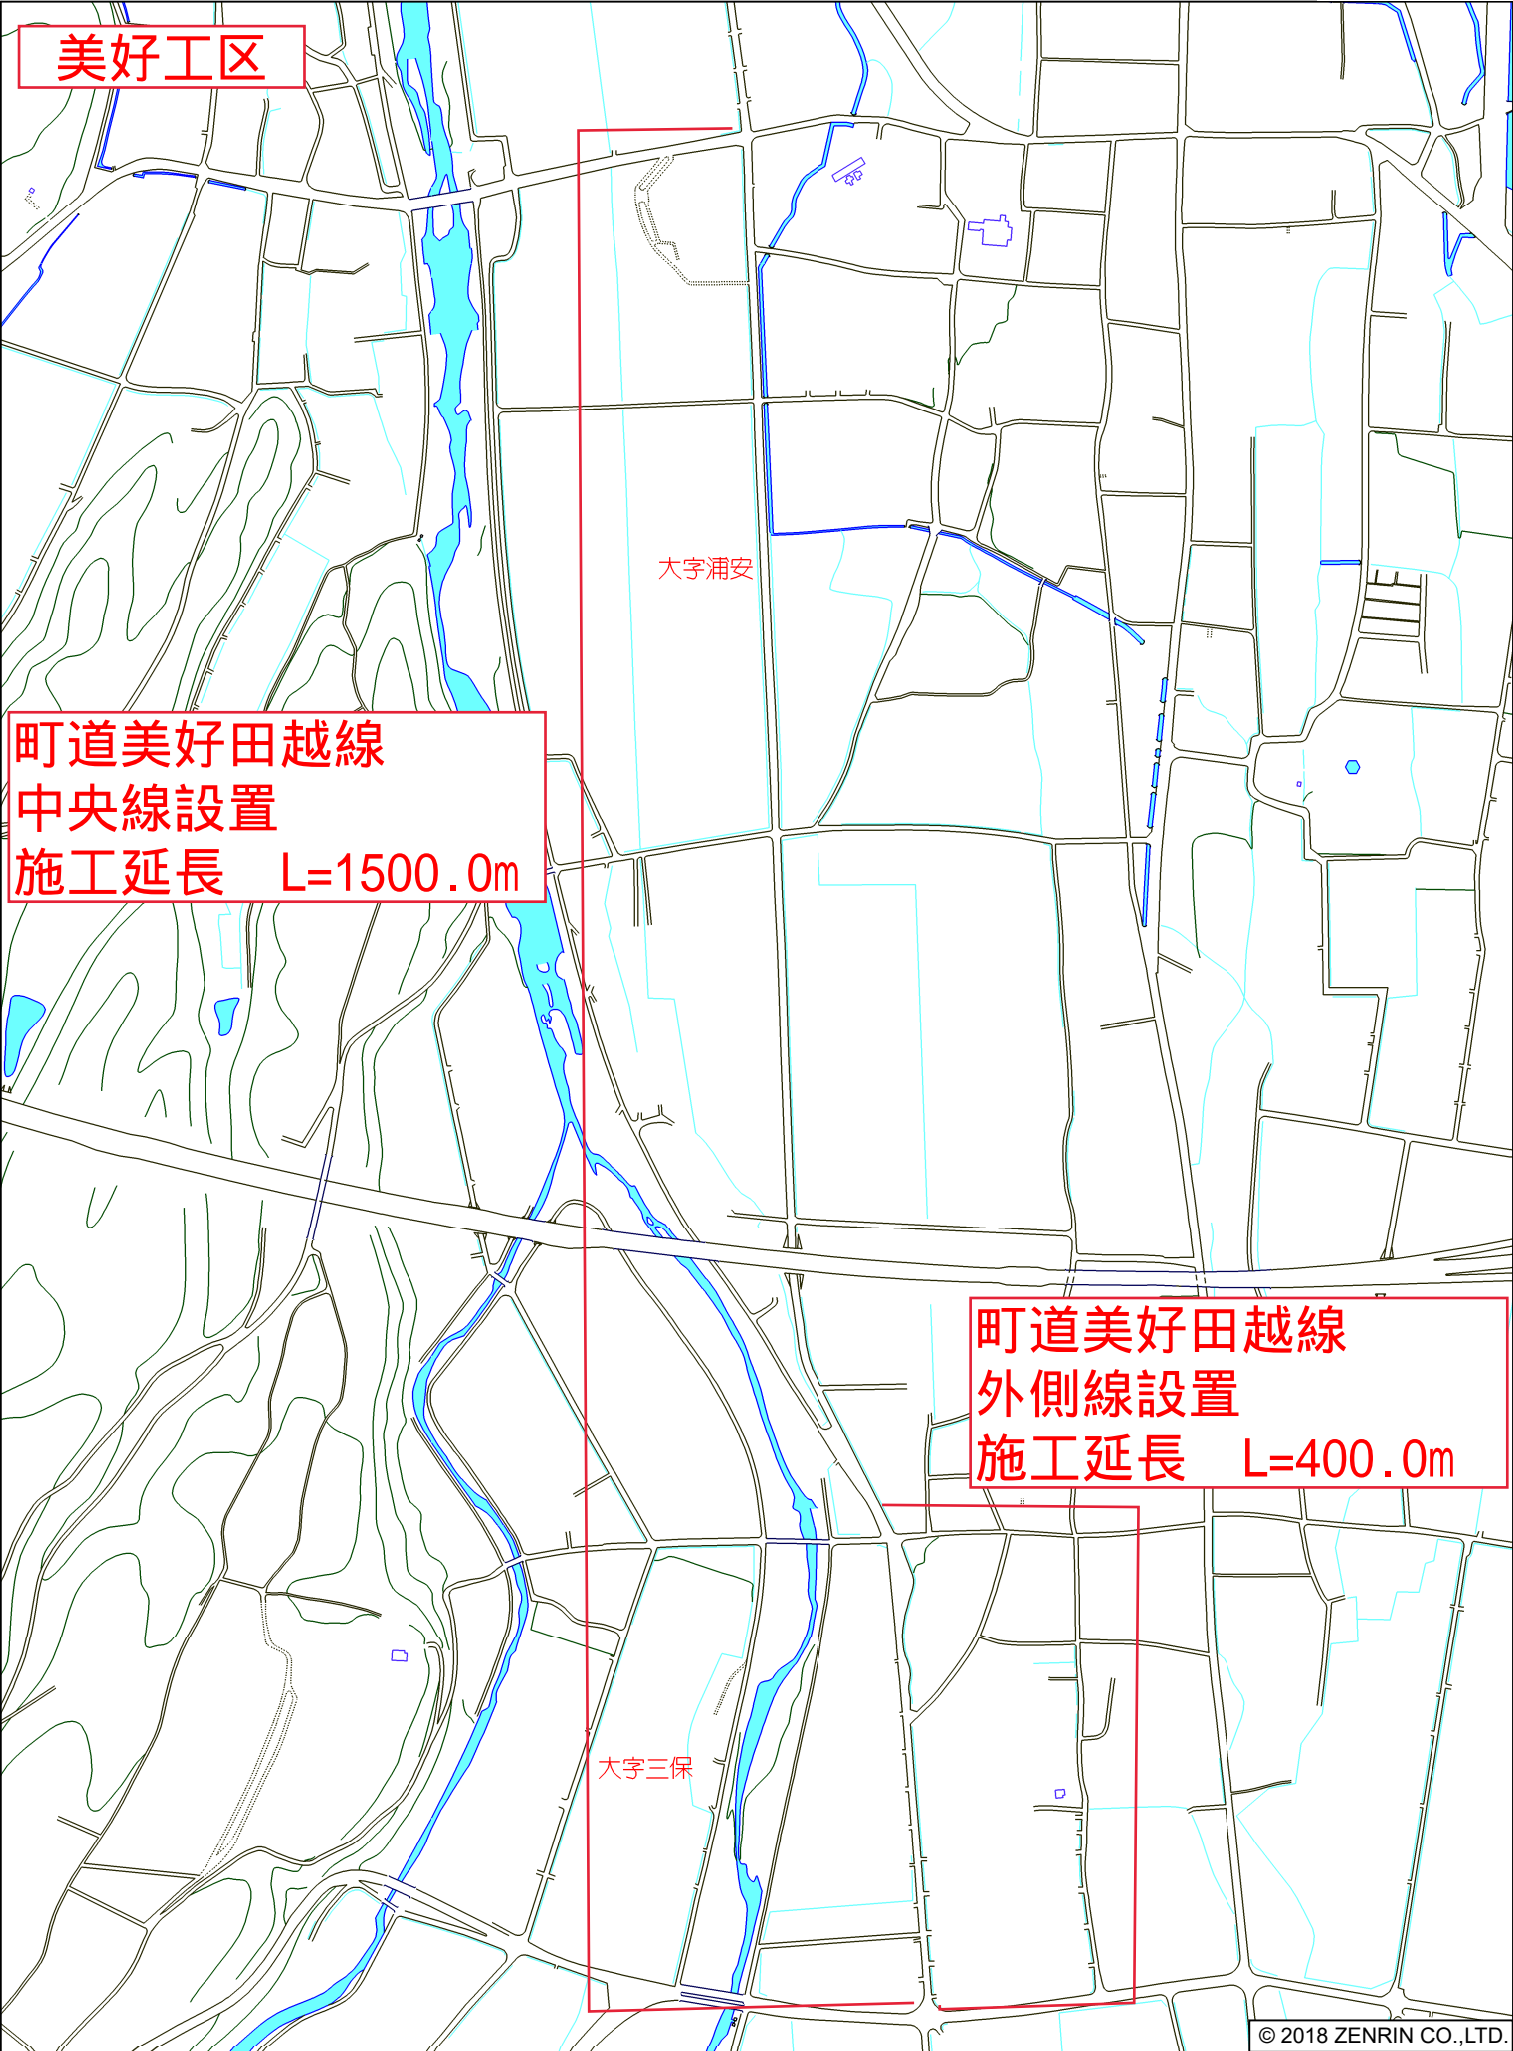 美好工区
大字浦安
町道美好田越線
中央線設置
施工延長　L=1500.0m
町道美好田越線
外側線設置
施工延長　L=400.0m
大字三保
© 2018 ZENRIN CO.,LTD.